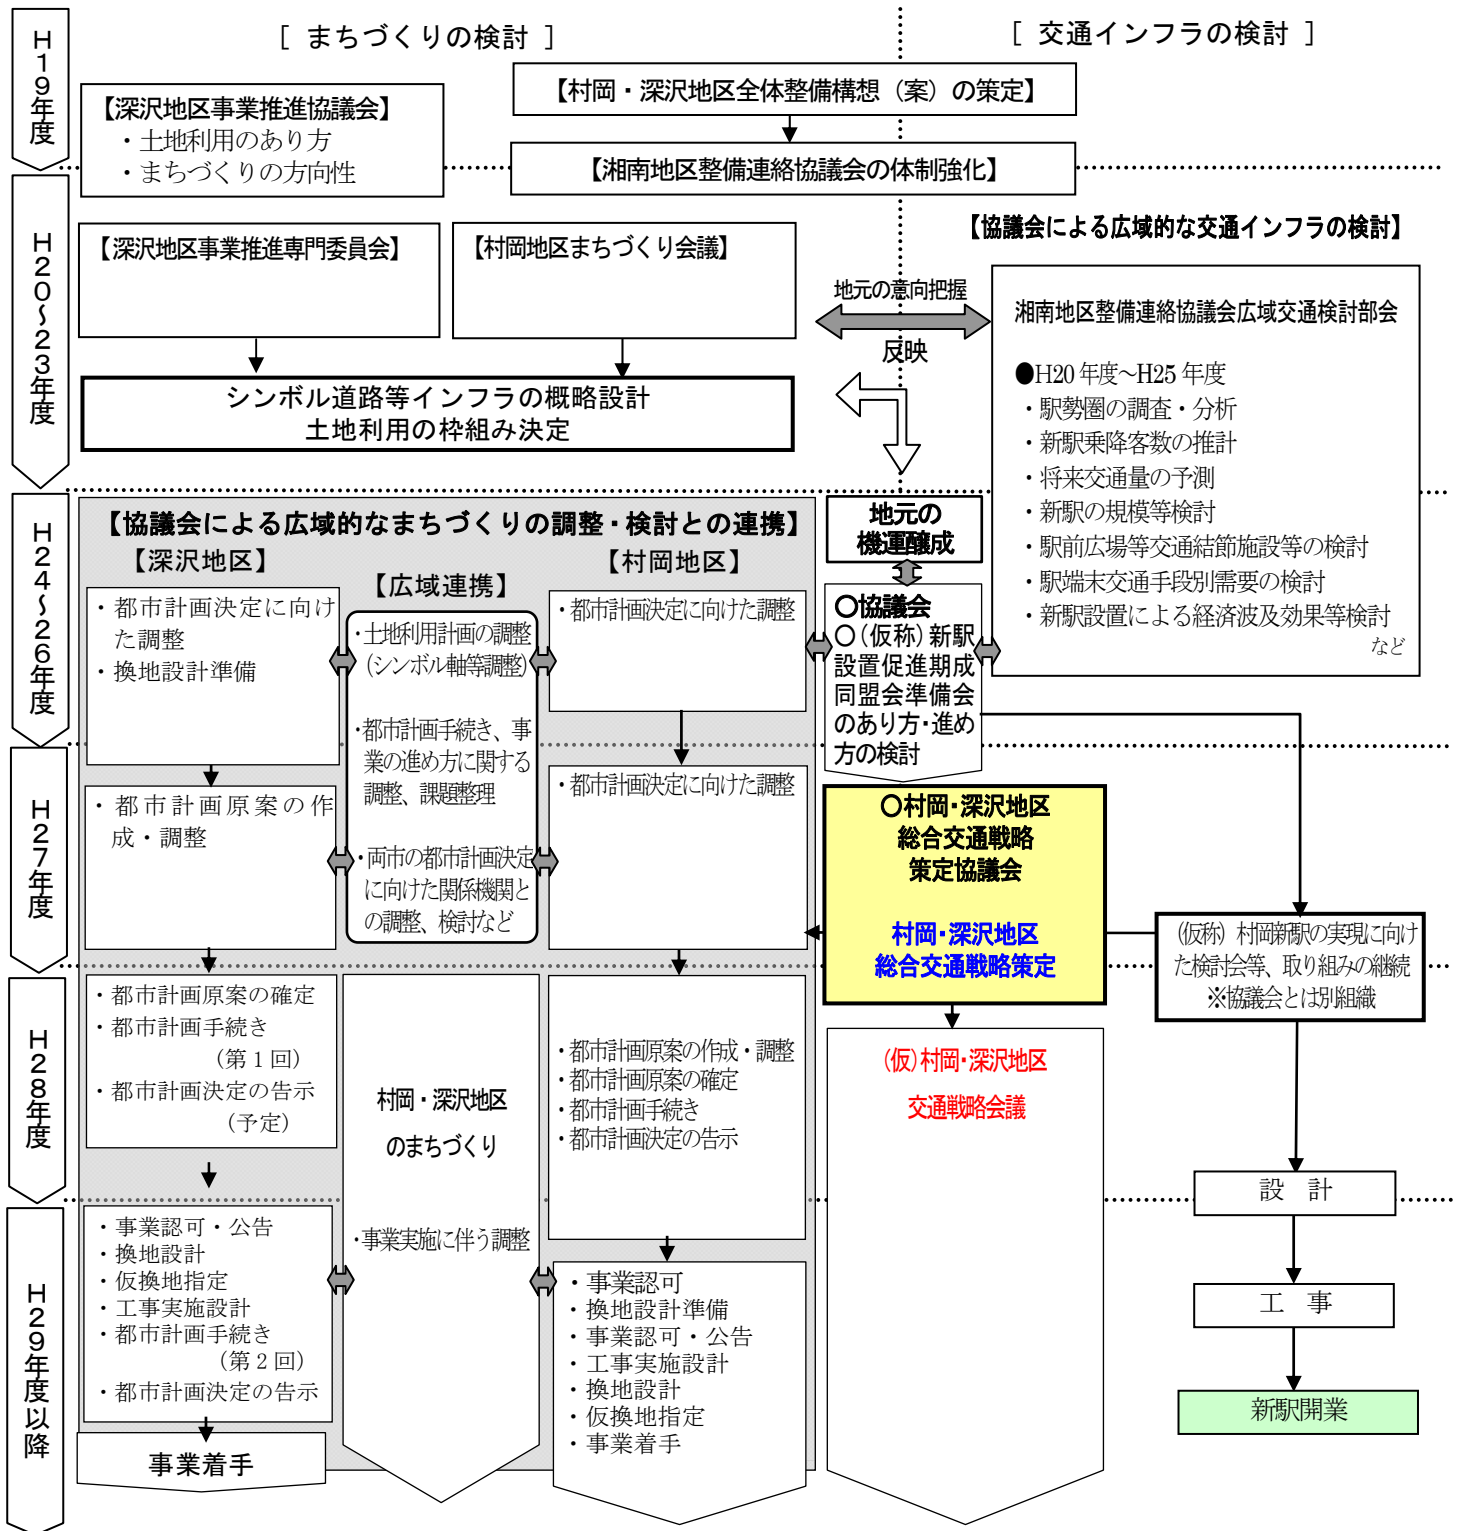 [ まちづくりの検討 ]
[ 交通インフラの検討 ]
H19年度
【深沢地区事業推進協議会】
・土地利用のあり方
・まちづくりの方向性
【村岡・深沢地区全体整備構想（案）の策定】
【湘南地区整備連絡協議会の体制強化】
H20～23年度
【深沢地区事業推進専門委員会】
【村岡地区まちづくり会議】
シンボル道路等インフラの概略設計
土地利用の枠組み決定
地元の意向把握
反映
【協議会による広域的な交通インフラの検討】
湘南地区整備連絡協議会広域交通検討部会
●H20年度～H25年度
・駅勢圏の調査・分析
・新駅乗降客数の推計
・将来交通量の予測
・新駅の規模等検討
・駅前広場等交通結節施設等の検討
・駅端末交通手段別需要の検討
・新駅設置による経済波及効果等検討
など
H24～26年度
【協議会による広域的なまちづくりの調整・検討との連携】
【深沢地区】
・都市計画決定に向け
た調整
・換地設計準備
【広域連携】
・土地利用計画の調整
(シンボル軸等調整)
・都市計画手続き、事
業の進め方に関する
調整、課題整理
・両市の都市計画決定
に向けた関係機関と
の調整、検討など
【村岡地区】
・都市計画決定に向けた調整
地元の
機運醸成
○協議会
○(仮称)新駅
設置促進期成
同盟会準備会
のあり方・進め
方の検討
H27年度
・都市計画原案の作
成・調整
・都市計画決定に向けた調整
○村岡・深沢地区
総合交通戦略
策定協議会
村岡・深沢地区
総合交通戦略策定
(仮称) 村岡新駅の実現に向け
た検討会等、取り組みの継続
※協議会とは別組織
H28年度
・都市計画原案の確定
・都市計画手続き
（第１回）
・都市計画決定の告示
（予定）
村岡・深沢地区
のまちづくり
・事業実施に伴う調整
・都市計画原案の作成・調整
・都市計画原案の確定
・都市計画手続き
・都市計画決定の告示
(仮)村岡・深沢地区
交通戦略会議
設 計
H29年度以降
・事業認可・公告
・換地設計
・仮換地指定
・工事実施設計
・都市計画手続き
（第２回）
・都市計画決定の告示
事業着手
・事業認可
・換地設計準備
・事業認可・公告
・工事実施設計
・換地設計
・仮換地指定
・事業着手
工 事
新駅開業